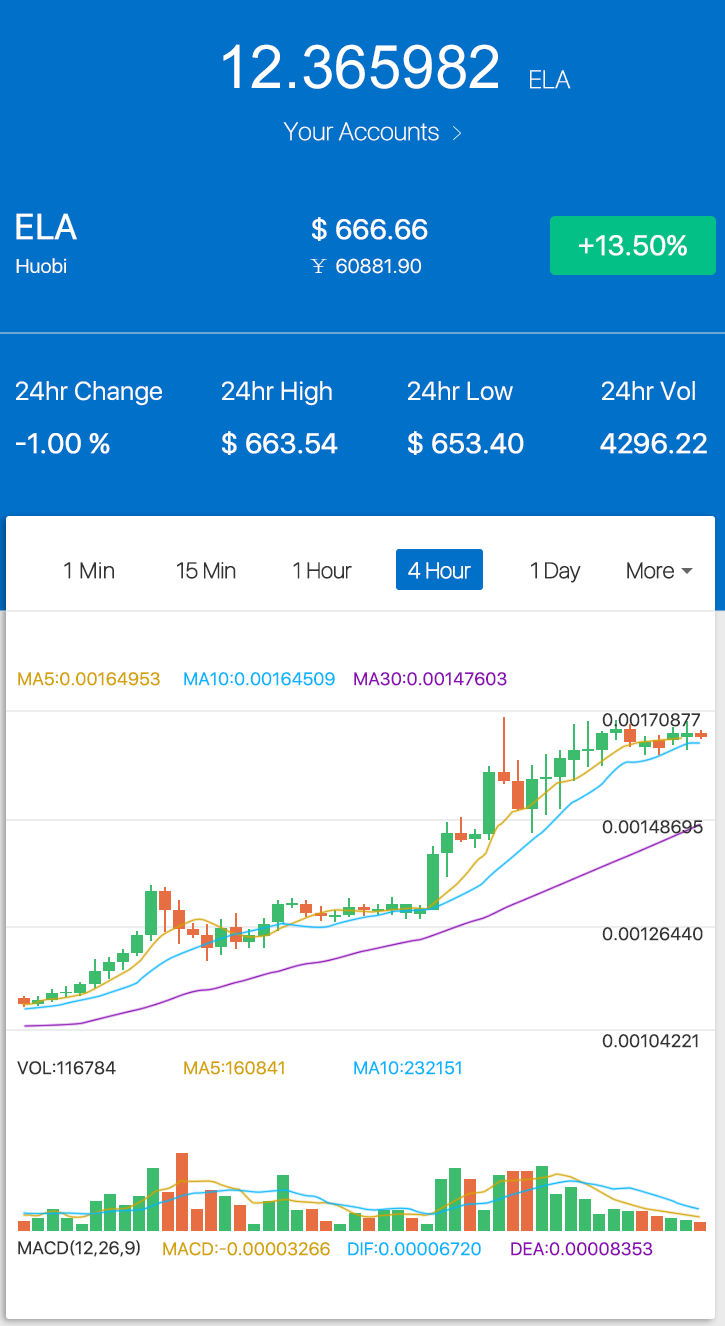 12.365982 ELA
Your Accounts >
ELA $ 666.66 +13.50%
Huobi ¥ 60881.90
24hr Change 24hr High 24hr Low 24hr Vol
-1.00 % $ 663.54 $ 653.40 4296.22
1 Min 15 Min 1 Hour 4 Hour 1 Day More
MA5:0.00164953 MA10:0.00164509 MA30:0.00147603
0.00170877
0.00148695
0.00126440
0.00104221
VOL:116784 MA5:160841 MA10:232151
MACD(12,26,9) MACD:-0.00003266 DIF:0.00006720 DEA:0.00008353